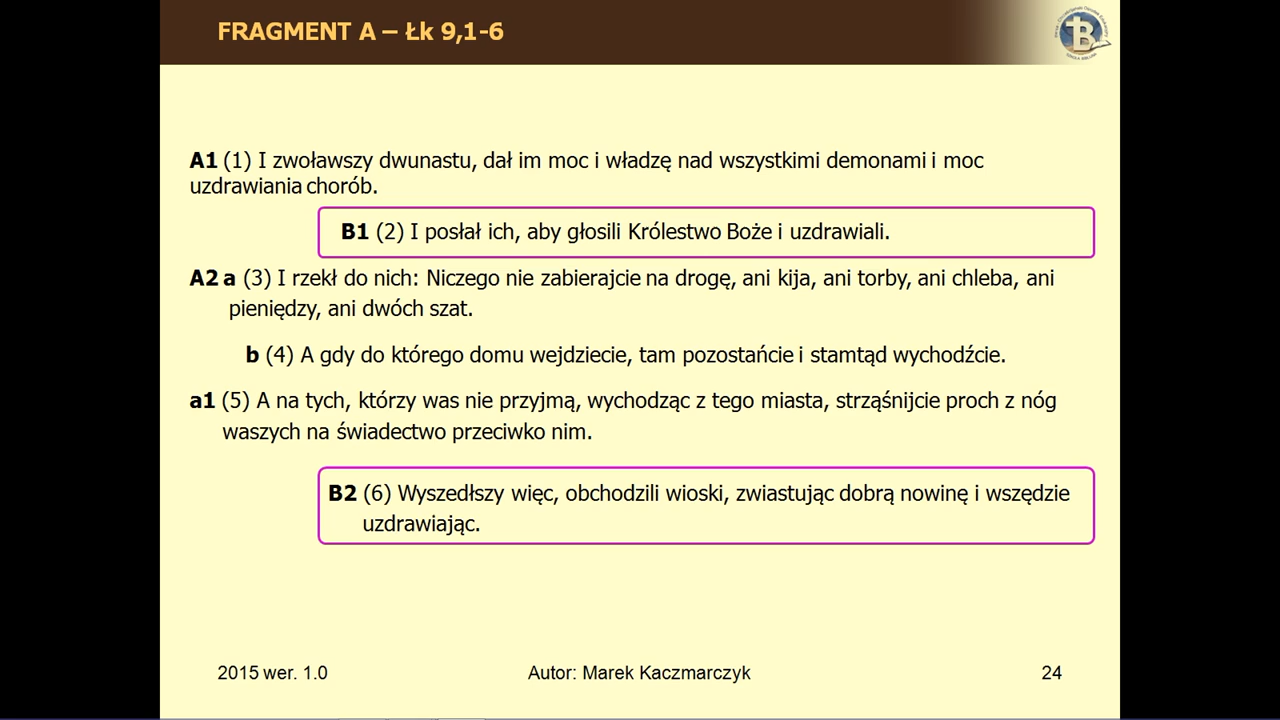 FRAGMENT A – Łk 9,1-6
A1 (1) I zwoławszy dwunastu, dał im moc i władzę nad wszystkimi demonami i moc
uzdrawiania chorób.
B1 (2) I posłał ich, aby głosili Królestwo Boże i uzdrawiali.
A2 a (3) I rzekł do nich: Niczego nie zabierajcie na drogę, ani kija, ani torby, ani chleba, ani
pieniędzy, ani dwóch szat.
b (4) A gdy do którego domu wejdziecie, tam pozostańcie i stamtąd wychodźcie.
a1 (5) A na tych, którzy was nie przyjmą, wychodząc z tego miasta, strząśnijcie proch z nóg
waszych na świadectwo przeciwko nim.
B2 (6) Wyszedłszy więc, obchodzili wioski, zwiastując dobrą nowinę i wszędzie
uzdrawiając.
2015 wer. 1.0 Autor: Marek Kaczmarczyk 24